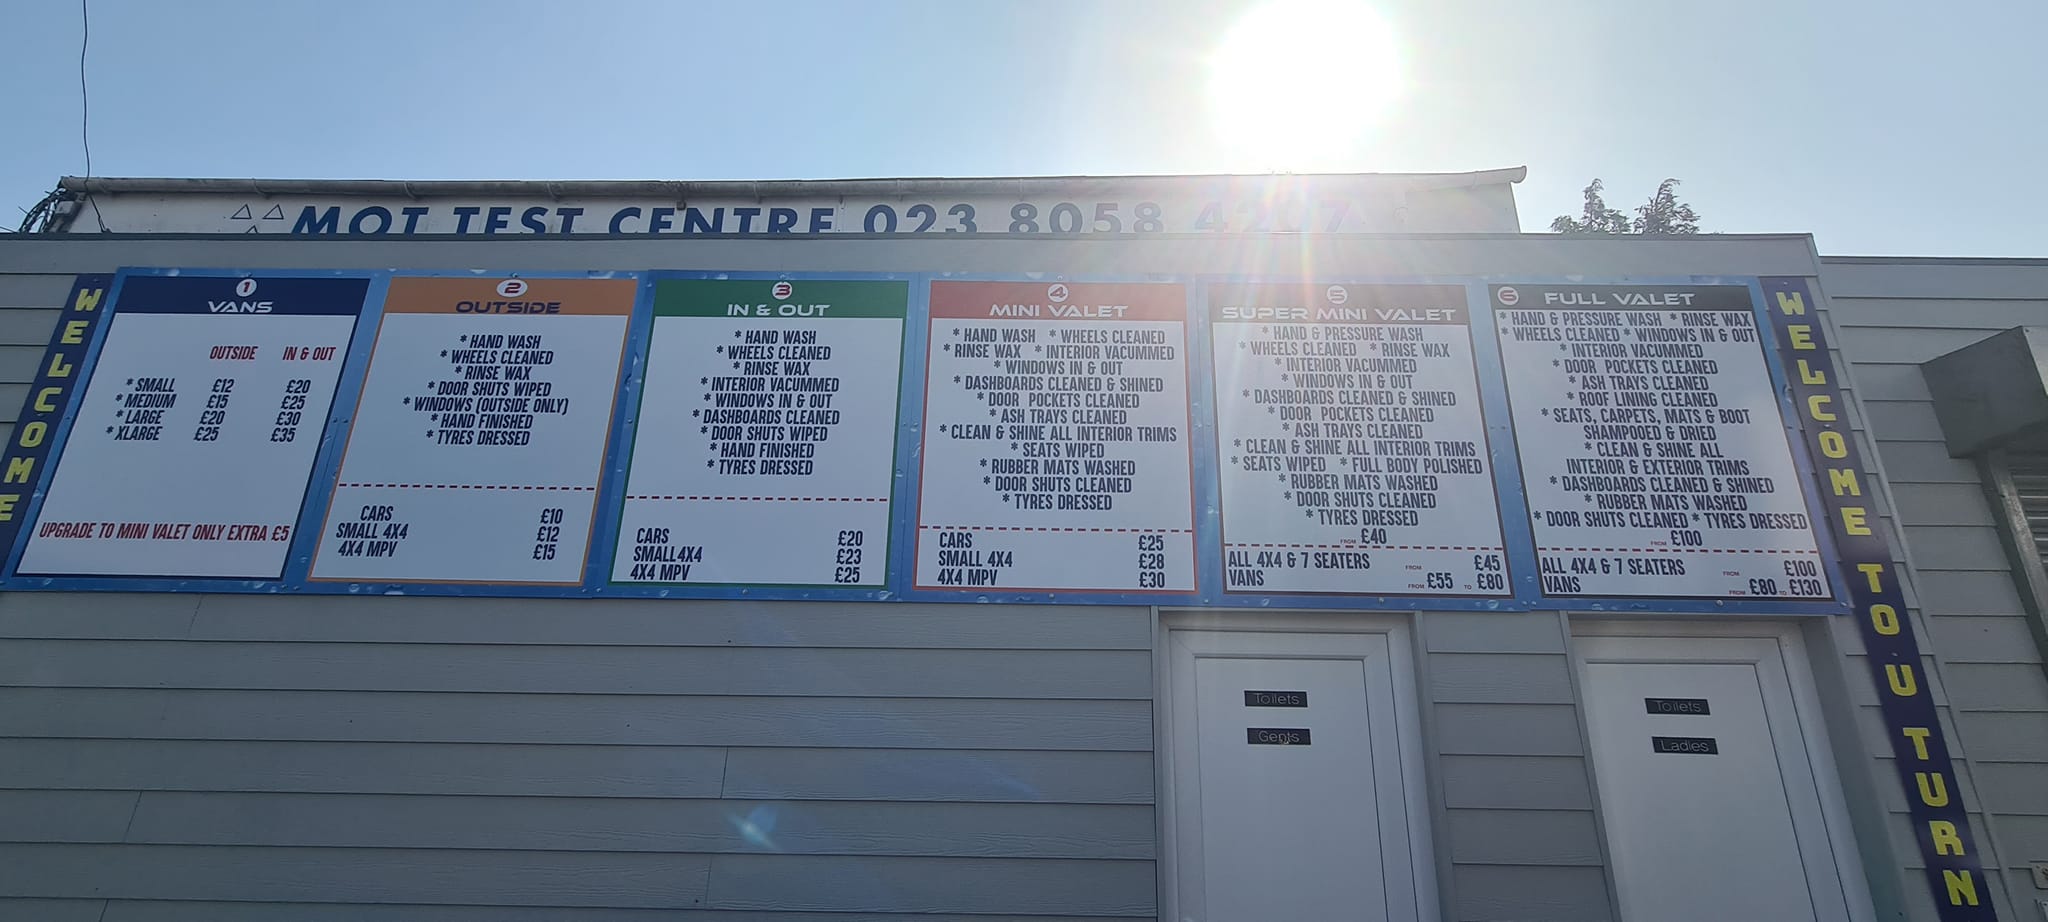 MOT TEST CENTRE 023 8058
WELCOME
1
VANS
OUTSIDE IN & OUT
* SMALL £12 £20
* MEDIUM £15 £25
* LARGE £20 £30
* XLARGE £25 £35
UPGRADE TO MINI VALET ONLY EXTRA £5
2
OUTSIDE
* HAND WASH
* WHEELS CLEANED
* RINSE WAX
* DOOR SHUTS WIPED
* WINDOWS (OUTSIDE ONLY)
* HAND FINISHED
* TYRES DRESSED
CARS £10
SMALL 4X4 £12
4X4 MPV £15
3
IN & OUT
* HAND WASH
* WHEELS CLEANED
* RINSE WAX
* INTERIOR VACUMMED
* WINDOWS IN & OUT
* DASHBOARDS CLEANED
* DOOR SHUTS WIPED
* HAND FINISHED
* TYRES DRESSED
CARS £20
SMALL 4X4 £23
4X4 MPV £25
4
MINI VALET
* HAND WASH * WHEELS CLEANED
* RINSE WAX * INTERIOR VACUMMED
* WINDOWS IN & OUT
* DASHBOARDS CLEANED & SHINED
* DOOR POCKETS CLEANED
* ASH TRAYS CLEANED
* CLEAN & SHINE ALL INTERIOR TRIMS
* SEATS WIPED
* RUBBER MATS WASHED
* DOOR SHUTS CLEANED
* TYRES DRESSED
CARS £25
SMALL 4X4 £28
4X4 MPV £30
5
SUPER MINI VALET
* HAND & PRESSURE WASH
* WHEELS CLEANED * RINSE WAX
* INTERIOR VACUMMED
* WINDOWS IN & OUT
* DASHBOARDS CLEANED & SHINED
* DOOR POCKETS CLEANED
* ASH TRAYS CLEANED
* CLEAN & SHINE ALL INTERIOR TRIMS
* SEATS WIPED * FULL BODY POLISHED
* RUBBER MATS WASHED
* DOOR SHUTS CLEANED
* TYRES DRESSED
FROM £40
ALL 4X4 & 7 SEATERS FROM £45
VANS FROM £55 TO £80
6
FULL VALET
* HAND & PRESSURE WASH * RINSE WAX
* WHEELS CLEANED * WINDOWS IN & OUT
* INTERIOR VACUMMED
* DOOR POCKETS CLEANED
* ASH TRAYS CLEANED
* ROOF LINING CLEANED
* SEATS, CARPETS, MATS & BOOT
SHAMPOOED & DRIED
* CLEAN & SHINE ALL
INTERIOR & EXTERIOR TRIMS
* DASHBOARDS CLEANED & SHINED
* RUBBER MATS WASHED
* DOOR SHUTS CLEANED * TYRES DRESSED
FROM £100
ALL 4X4 & 7 SEATERS FROM £100
VANS FROM £80 TO £130
WELCOME TO U TURN
Toilets
Gents
Toilets
Ladies